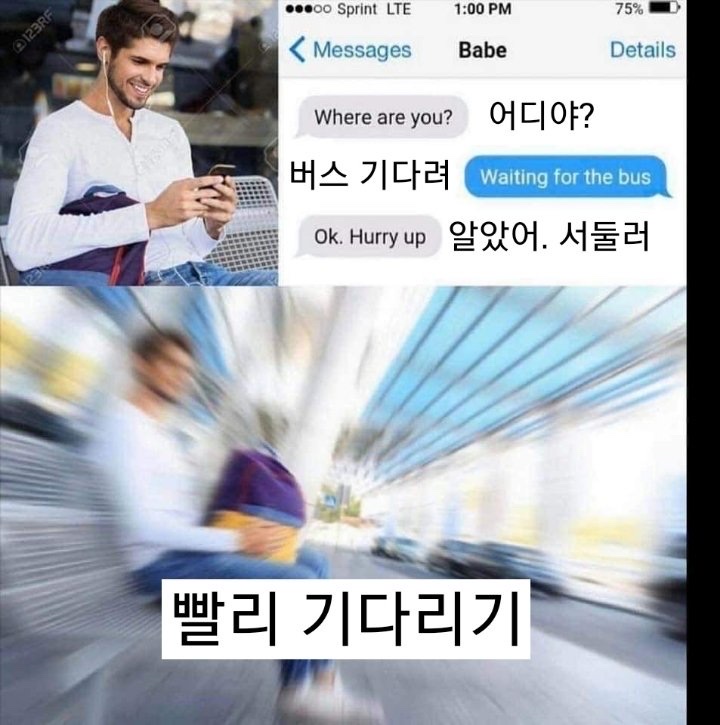 ●●●○○ Sprint LTE 1:00 PM 75%
Messages Babe Details
Where are you? 어디야?
버스 기다려 Waiting for the bus
Ok. Hurry up 알았어. 서둘러
빨리 기다리기